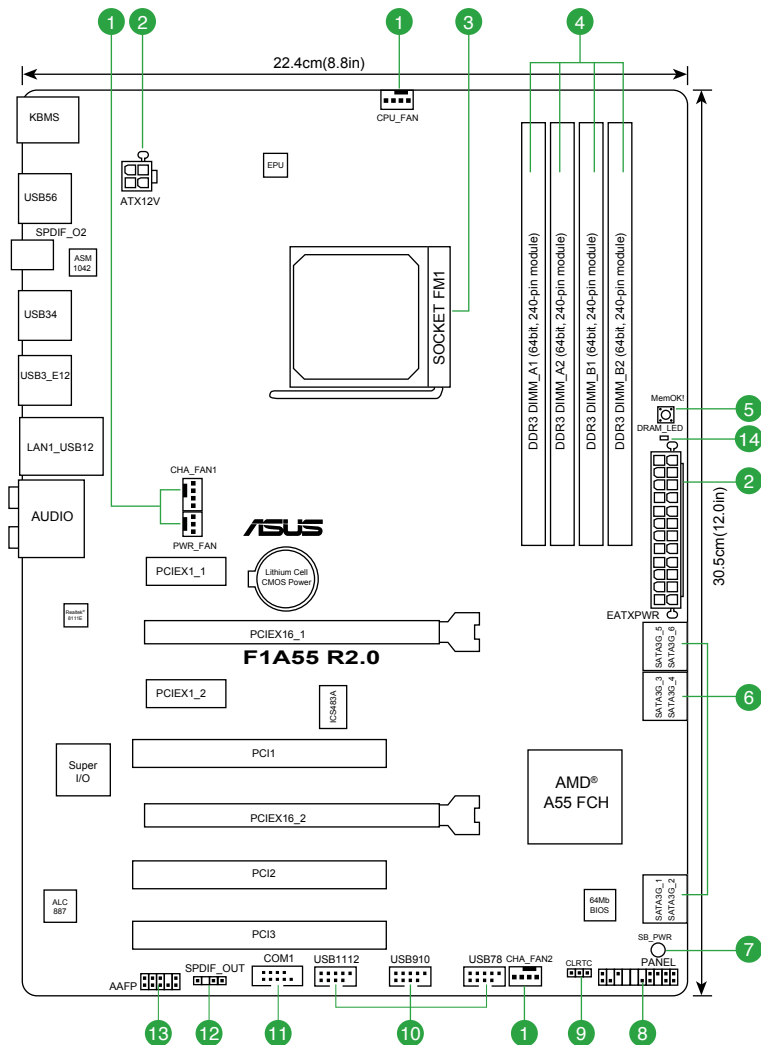 1 2 1 3 4
22.4cm(8.8in)
KBMS
CPU_FAN
EPU
ATX12V
USB56
SPDIF_O2
ASM
1042
USB34
USB3_E12
LAN1_USB12
AUDIO
SOCKET FM1
DDR3 DIMM_A1 (64bit, 240-pin module)
DDR3 DIMM_A2 (64bit, 240-pin module)
DDR3 DIMM_B1 (64bit, 240-pin module)
DDR3 DIMM_B2 (64bit, 240-pin module)
MemOK!
5
DRAM_LED
14
2
30.5cm(12.0in)
EATXPWR
CHA_FAN1
1
PWR_FAN
ASUS
Lithium Cell
CMOS Power
PCIEX1_1
Realtek®
8111E
PCIEX16_1
F1A55 R2.0
SATA3G_5
SATA3G_6
SATA3G_3
SATA3G_4
6
PCIEX1_2
ICS483A
Super
I/O
PCI1
AMD®
A55 FCH
PCIEX16_2
PCI2
ALC
887
64Mb
BIOS
SATA3G_1
SATA3G_2
PCI3
SB_PWR
7
AAFP
SPDIF_OUT
COM1
USB1112
USB910
USB78
CHA_FAN2
CLRTC
PANEL
13 12 11 10 1 9 8